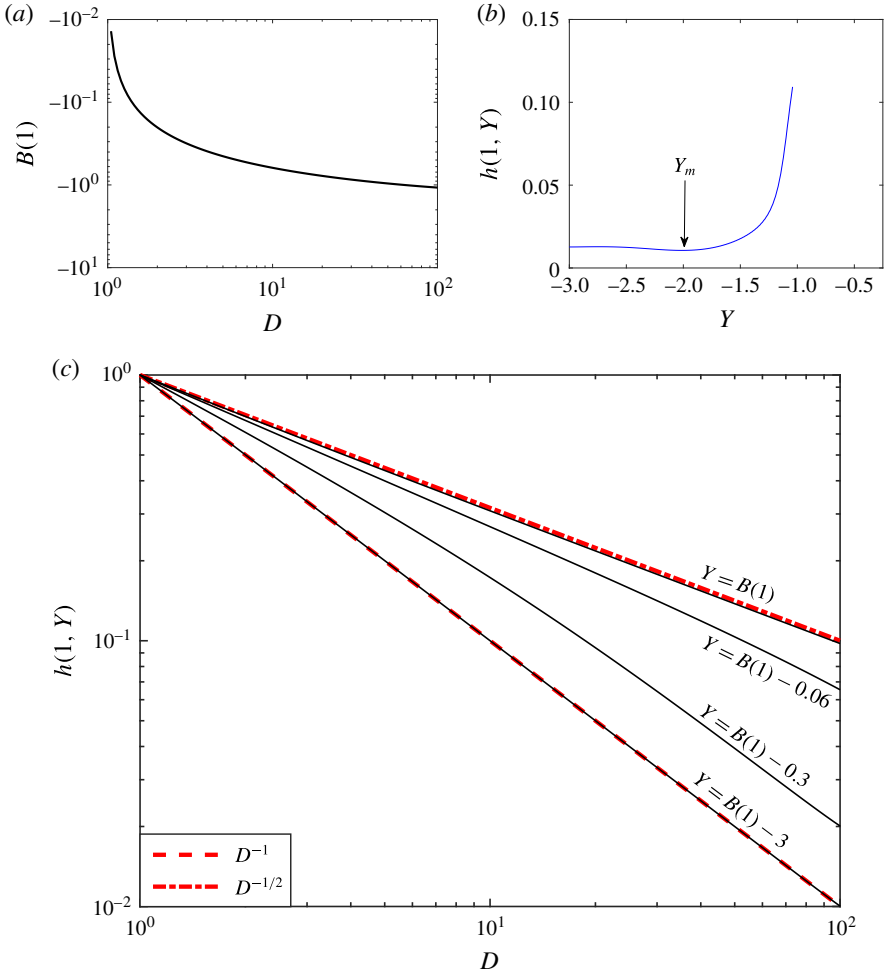 (a)
-10^-2
-10^-1
-10^0
-10^1
B(1)
10^0
10^1
10^2
D
(b)
0.15
0.10
0.05
0
h(1, Y)
Y_m
-3.0
-2.5
-2.0
-1.5
-1.0
-0.5
Y
(c)
10^0
10^-1
10^-2
h(1, Y)
Y = B(1)
Y = B(1) - 0.06
Y = B(1) - 0.3
Y = B(1) - 3
D^-1
D^-1/2
10^0
10^1
10^2
D